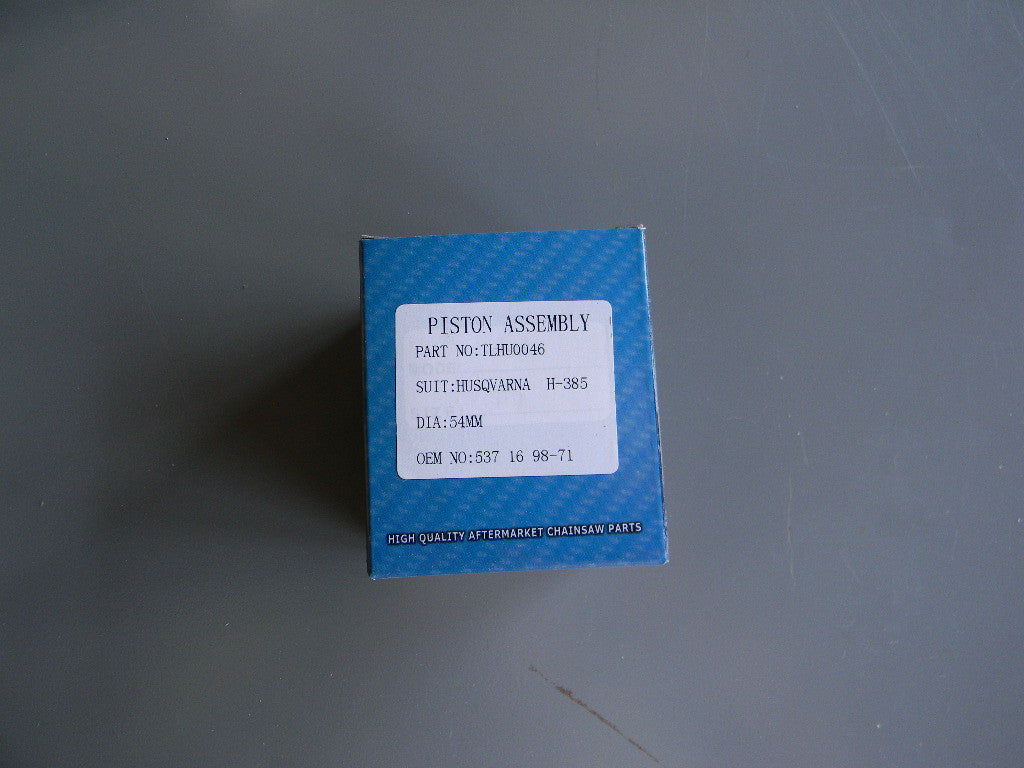 PISTON ASSEMBLY
PART NO:TLHU0046
SUIT:HUSQVARNA H-385
DIA:54MM
OEM NO:537 16 98-71
HIGH QUALITY AFTERMARKET CHAINSAW PARTS